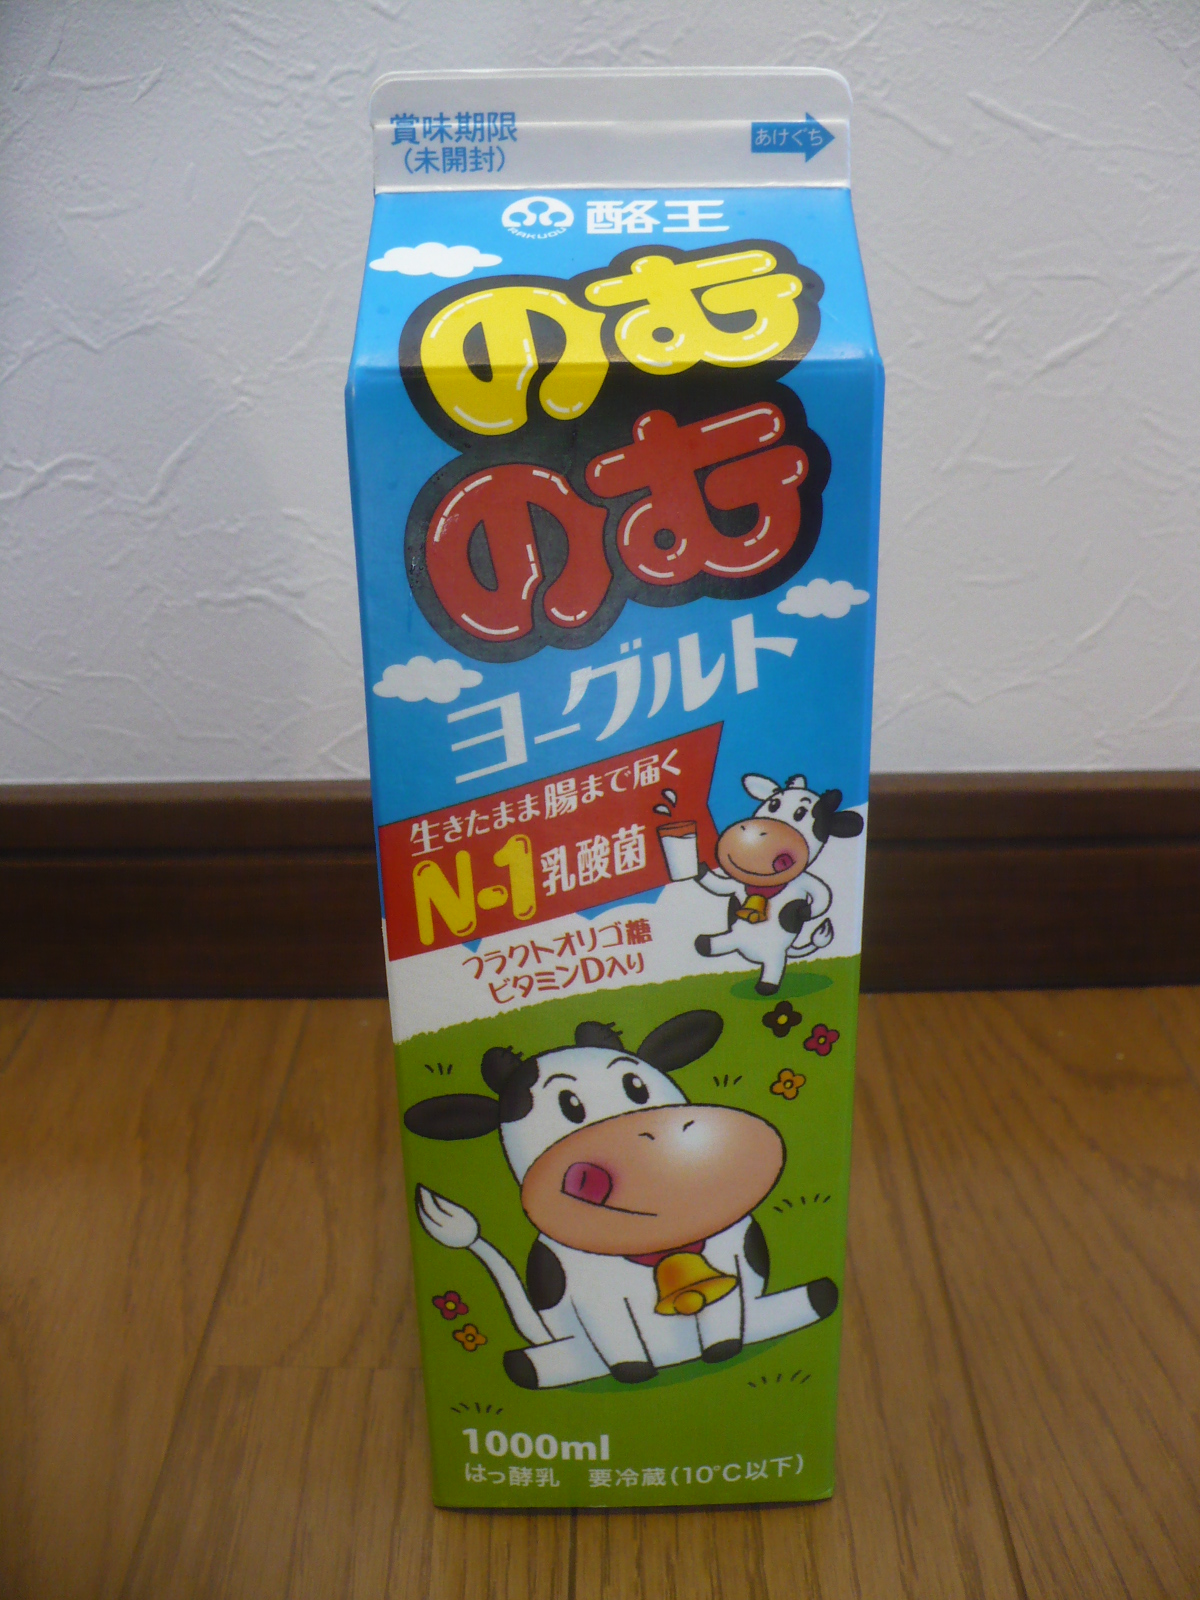 賞味期限
(未開封)
あけぐち
RAKUOU
酪王
のむ
のむ
ヨーグルト
生きたまま腸まで届く
N-1乳酸菌
フラクトオリゴ糖
ビタミンD入り
1000ml
はっ酵乳 要冷蔵(10℃以下)